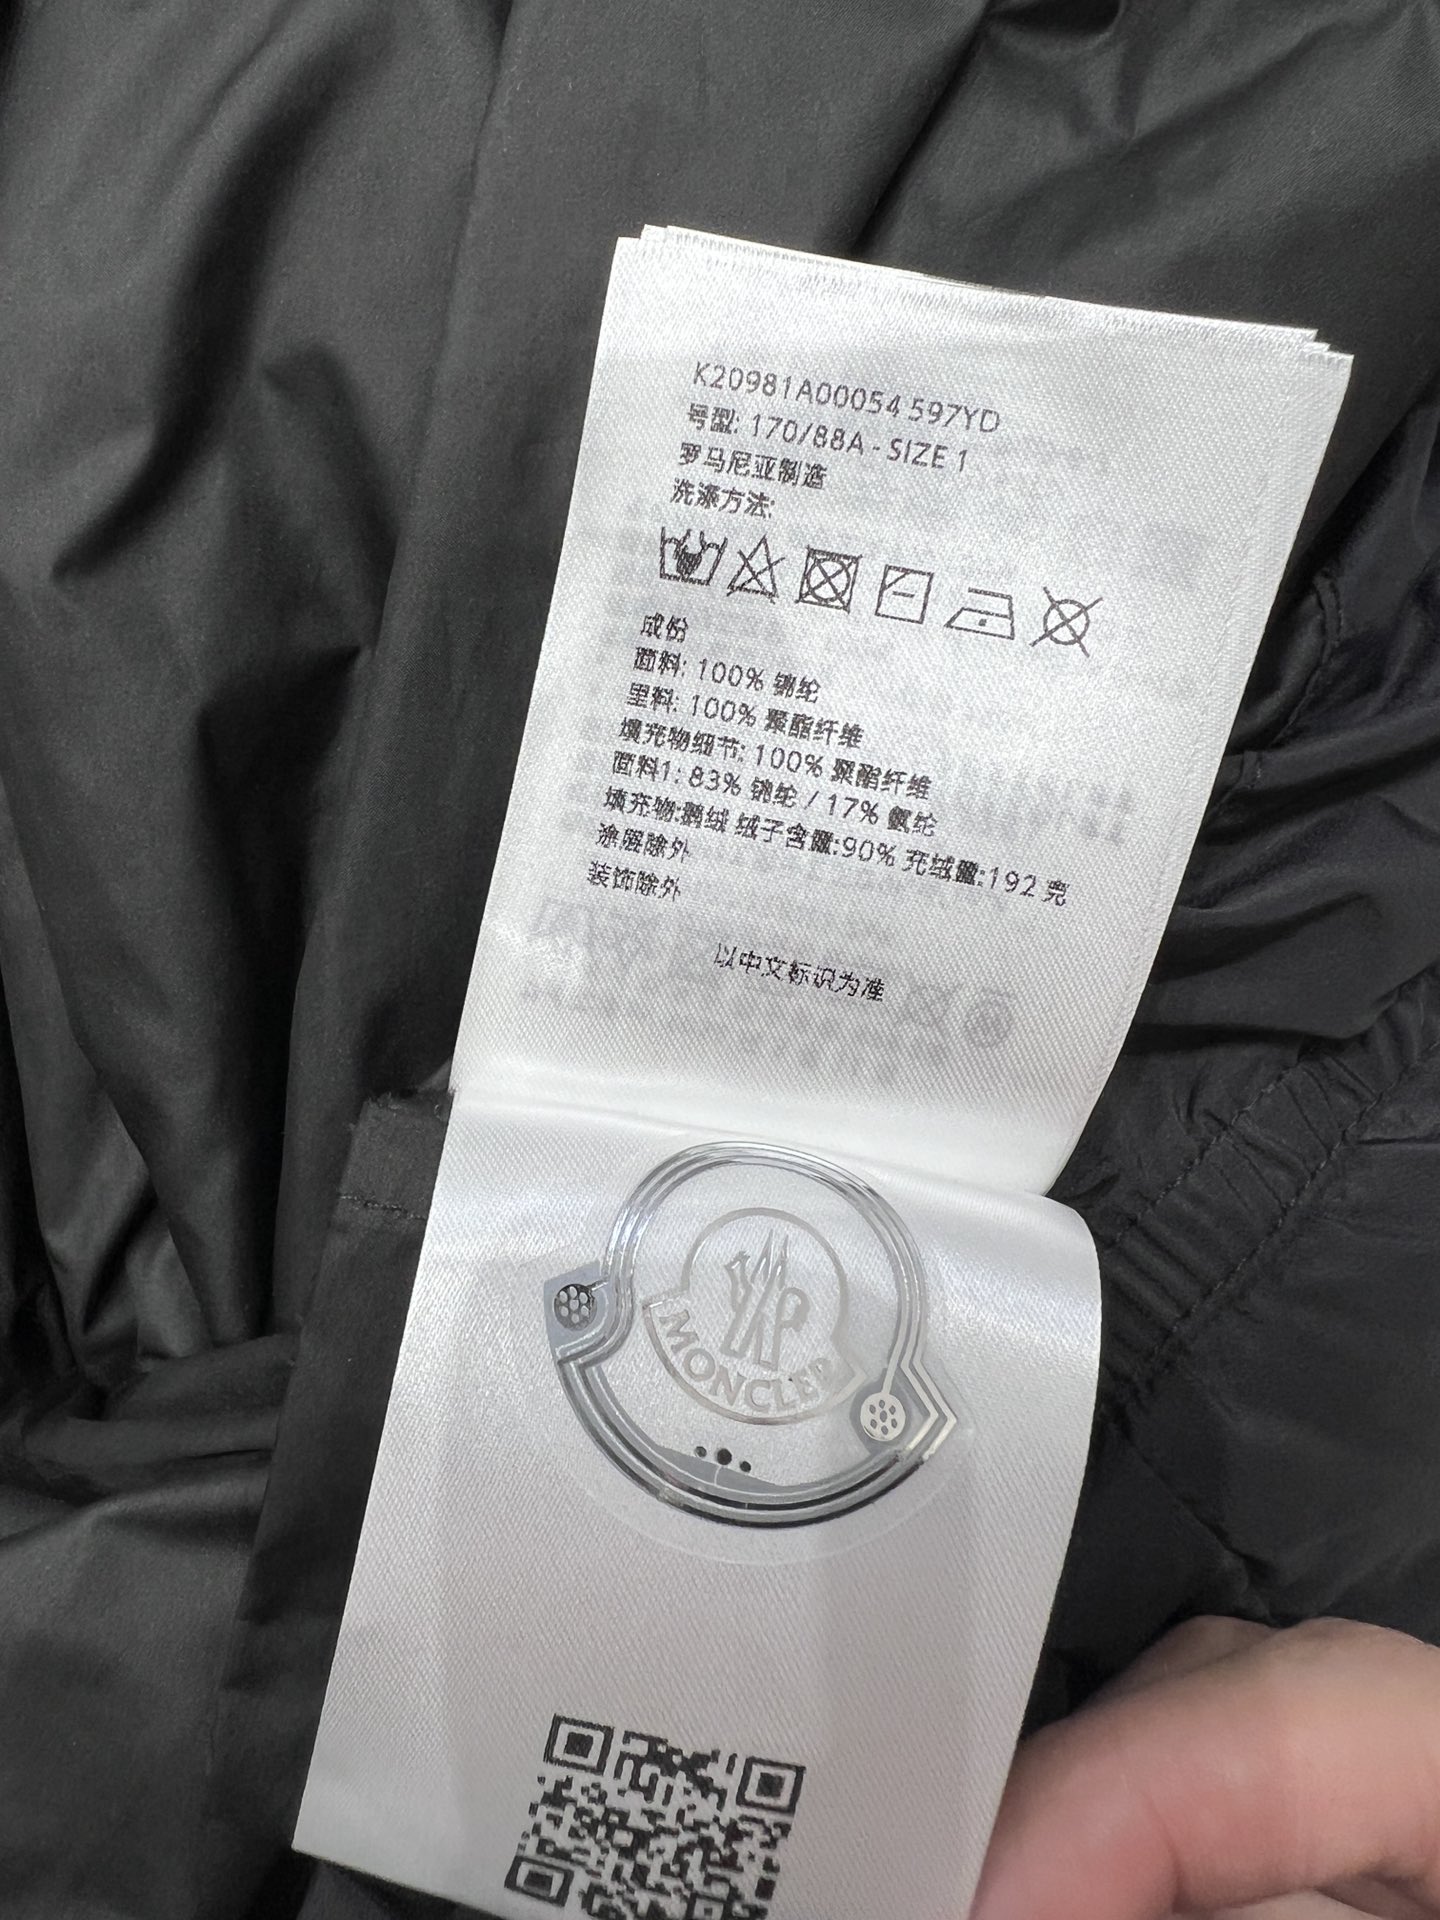 K20981A00054 597YD
号型: 170/88A - SIZE 1
罗马尼亚制造
洗涤方法:
成份
面料: 100% 锦纶
里料: 100% 聚酯纤维
填充物细节: 100% 聚酯纤维
面料1: 83% 锦纶 / 17% 氨纶
填充物:鹅绒 绒子含量:90% 充绒量:192 克
涂层除外
装饰除外
以中文标识为准
MONCLER